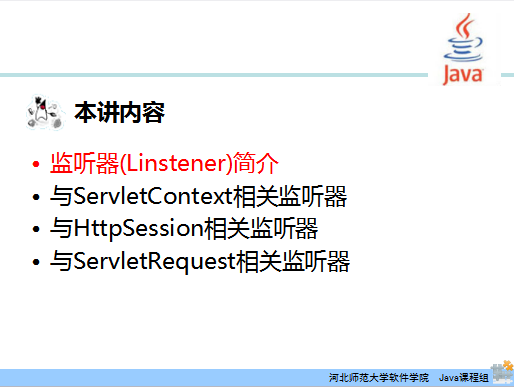 Java
本讲内容
• 监听器(Linstener)简介
• 与ServletContext相关监听器
• 与HttpSession相关监听器
• 与ServletRequest相关监听器
河北师范大学软件学院 Java课程组